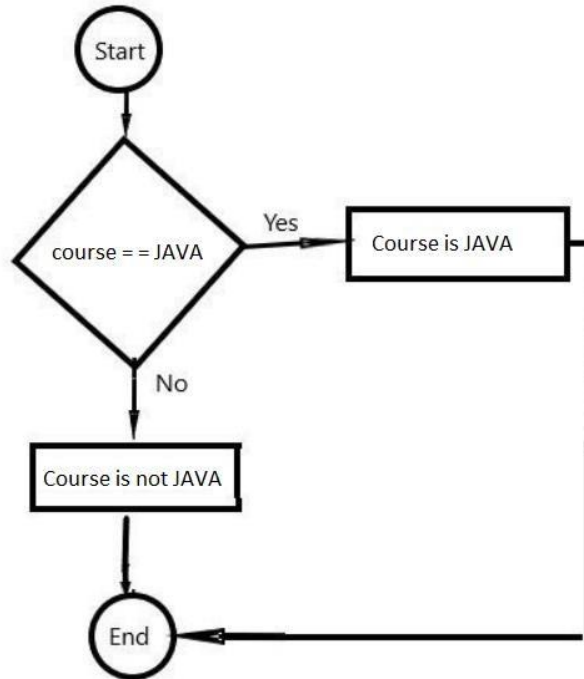 Start
course = = JAVA
Yes
Course is JAVA
No
Course is not JAVA
End